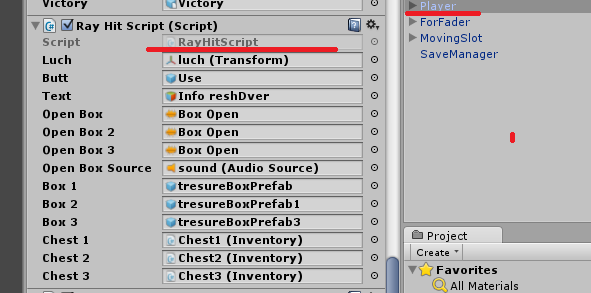 Victory
Victory
Ray Hit Script (Script)
Script RayHitScript
Luch luch (Transform)
Butt Use
Text Info reshDver
Open Box Box Open
Open Box 2 Box Open
Open Box 3 Box Open
Open Box Source sound (Audio Source)
Box 1 tresureBoxPrefab
Box 2 tresureBoxPrefab1
Box 3 tresureBoxPrefab3
Chest 1 Chest1 (Inventory)
Chest 2 Chest2 (Inventory)
Chest 3 Chest3 (Inventory)
Player
ForFader
MovingSlot
SaveManager
Project
Create
Favorites
All Materials